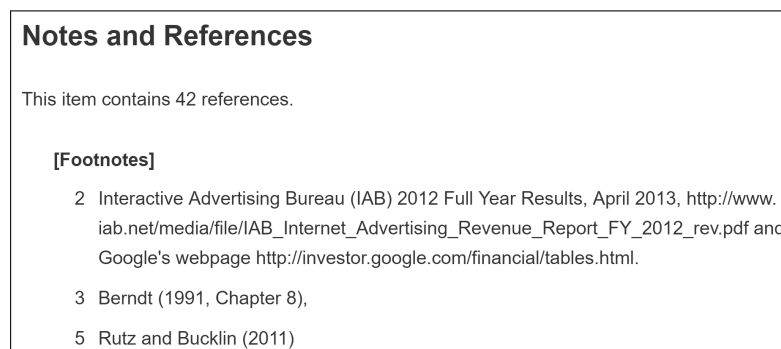 Notes and References
This item contains 42 references.
[Footnotes]
2 Interactive Advertising Bureau (IAB) 2012 Full Year Results, April 2013, http://www.
iab.net/media/file/IAB_Internet_Advertising_Revenue_Report_FY_2012_rev.pdf and
Google's webpage http://investor.google.com/financial/tables.html.
3 Berndt (1991, Chapter 8),
5 Rutz and Bucklin (2011)